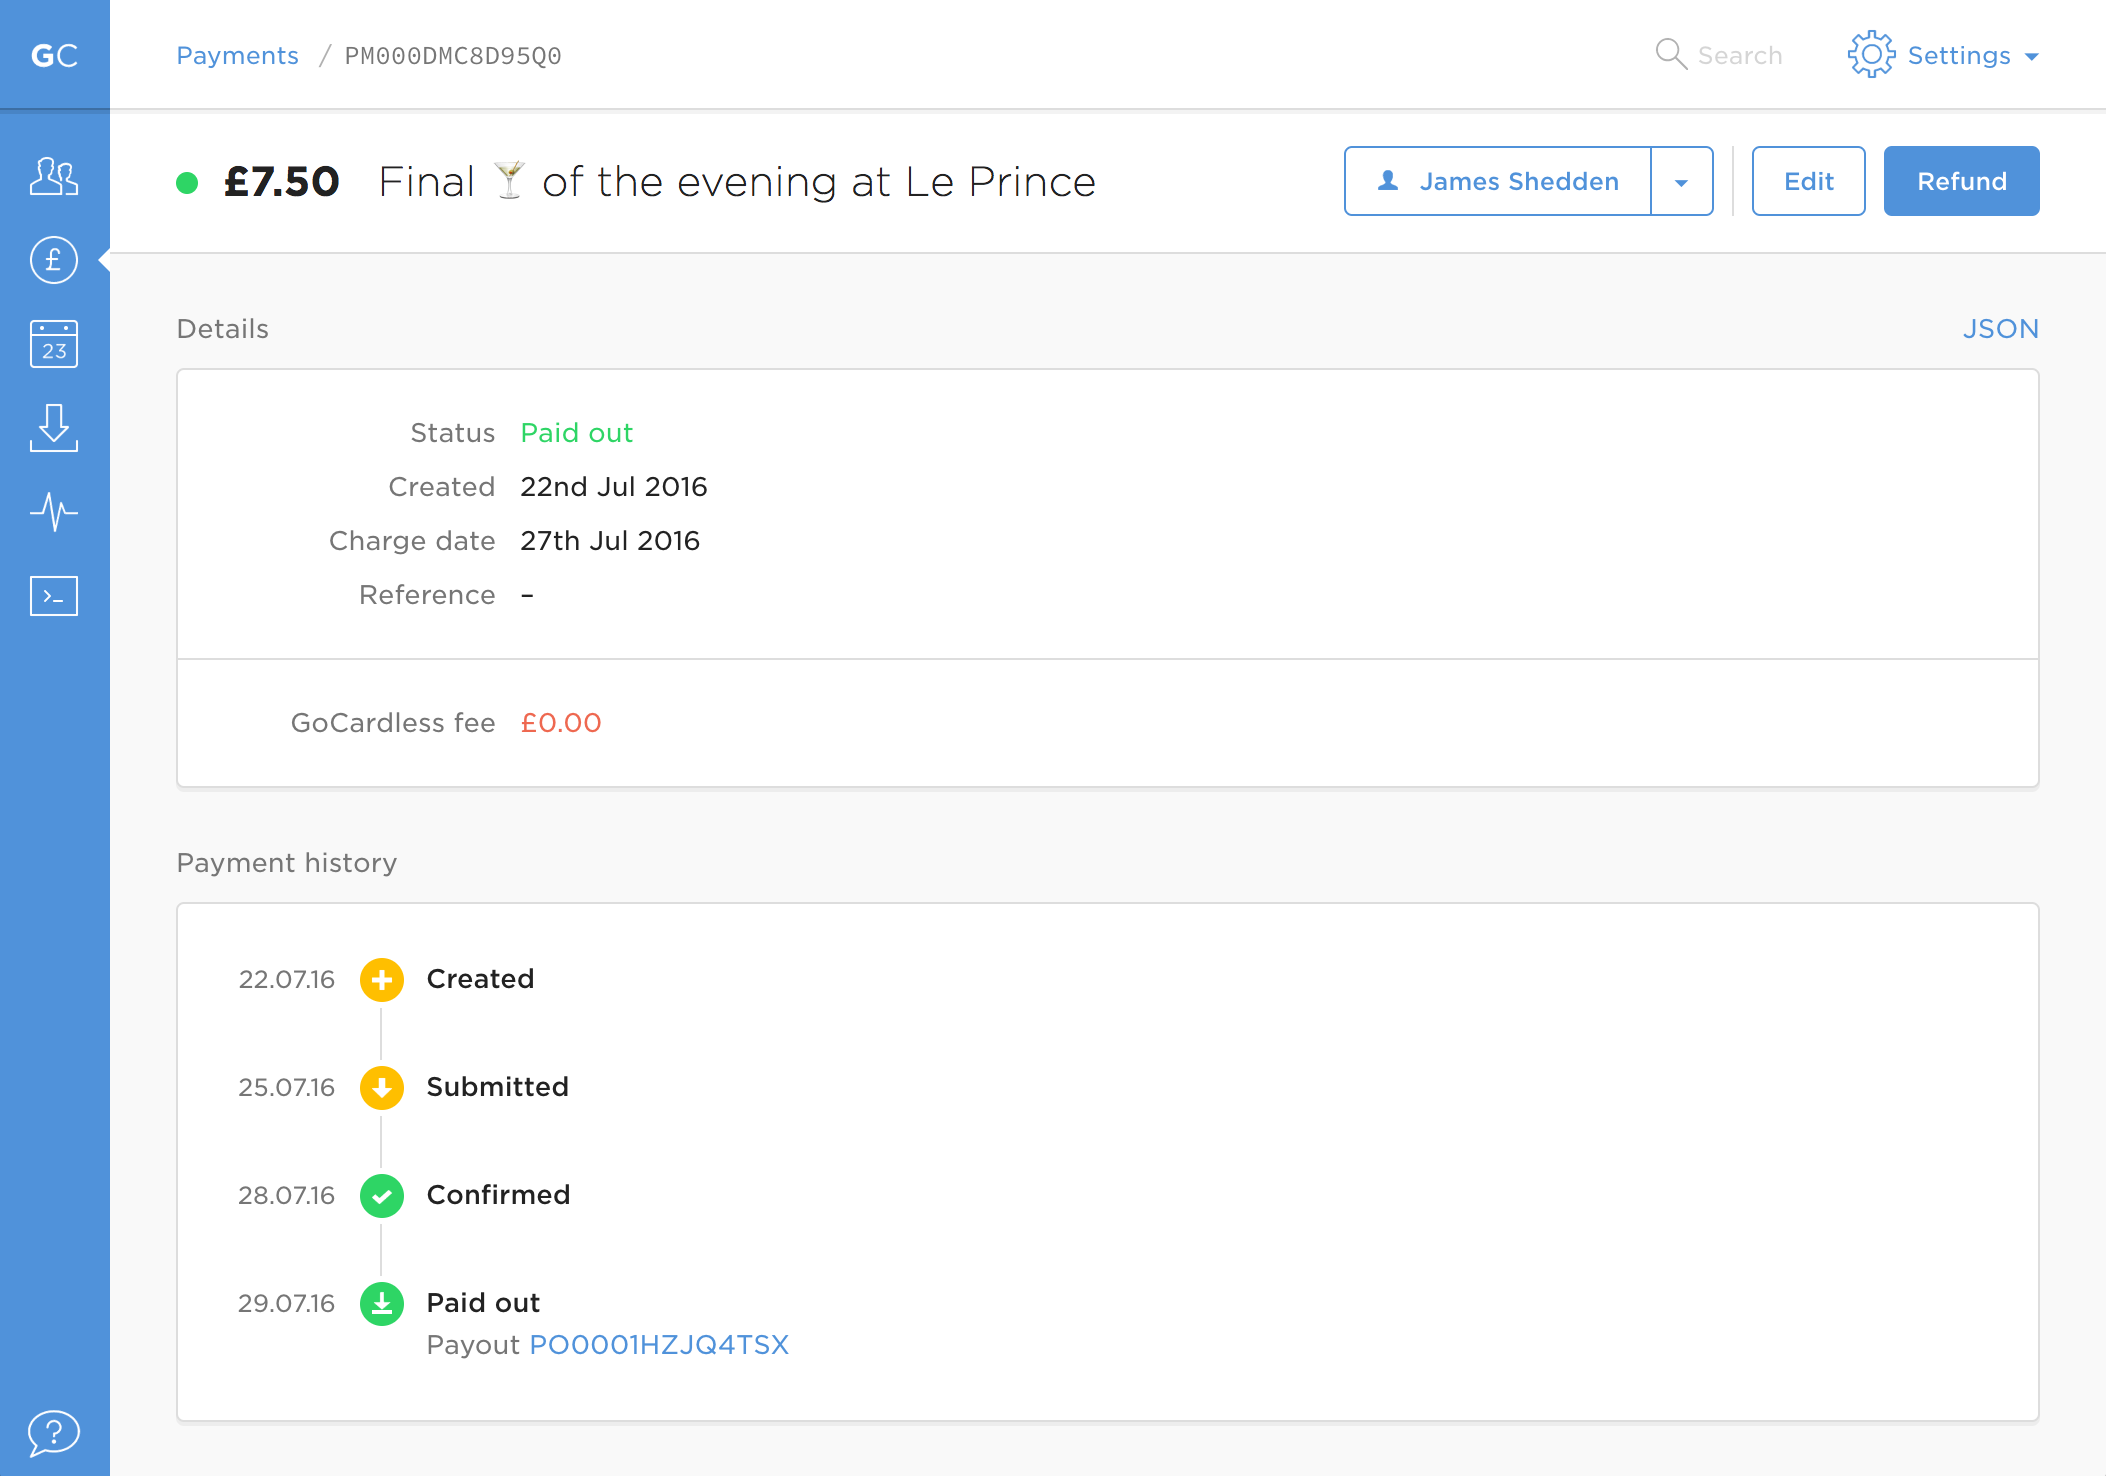 GC
Payments / PM000DMC8D95Q0
Search
Settings
£7.50 Final 🍸 of the evening at Le Prince
James Shedden
Edit
Refund
£
23
>_
?
Details
JSON
Status Paid out
Created 22nd Jul 2016
Charge date 27th Jul 2016
Reference –
GoCardless fee £0.00
Payment history
22.07.16 Created
25.07.16 Submitted
28.07.16 Confirmed
29.07.16 Paid out
Payout PO0001HZJQ4TSX